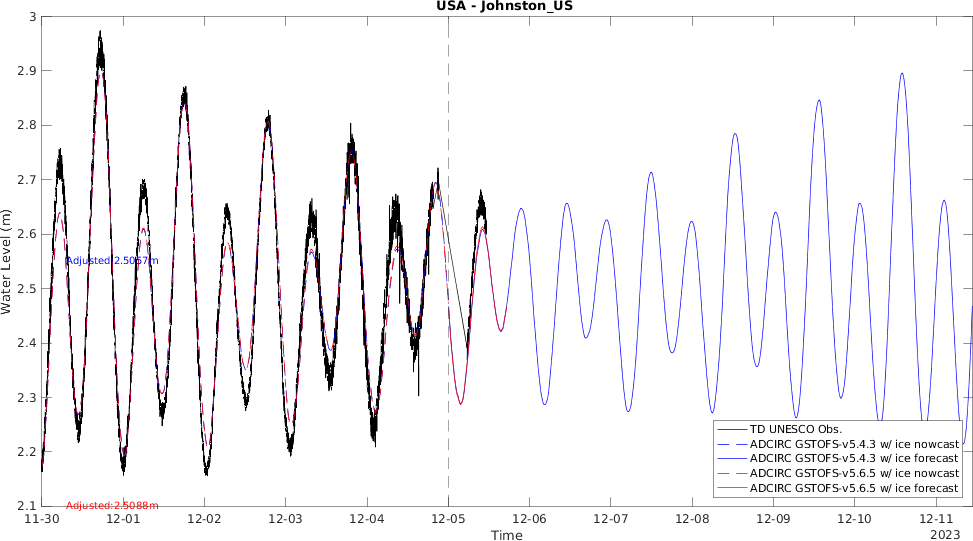 USA - Johnston_US
3
2.9
2.8
2.7
2.6
2.5
2.4
2.3
2.2
2.1
Water Level (m)
Adjusted:2.5057m
Adjusted:2.5088m
TD UNESCO Obs.
ADCIRC GSTOFS-v5.4.3 w/ ice nowcast
ADCIRC GSTOFS-v5.4.3 w/ ice forecast
ADCIRC GSTOFS-v5.6.5 w/ ice nowcast
ADCIRC GSTOFS-v5.6.5 w/ ice forecast
11-30 12-01 12-02 12-03 12-04 12-05 12-06 12-07 12-08 12-09 12-10 12-11
Time
2023